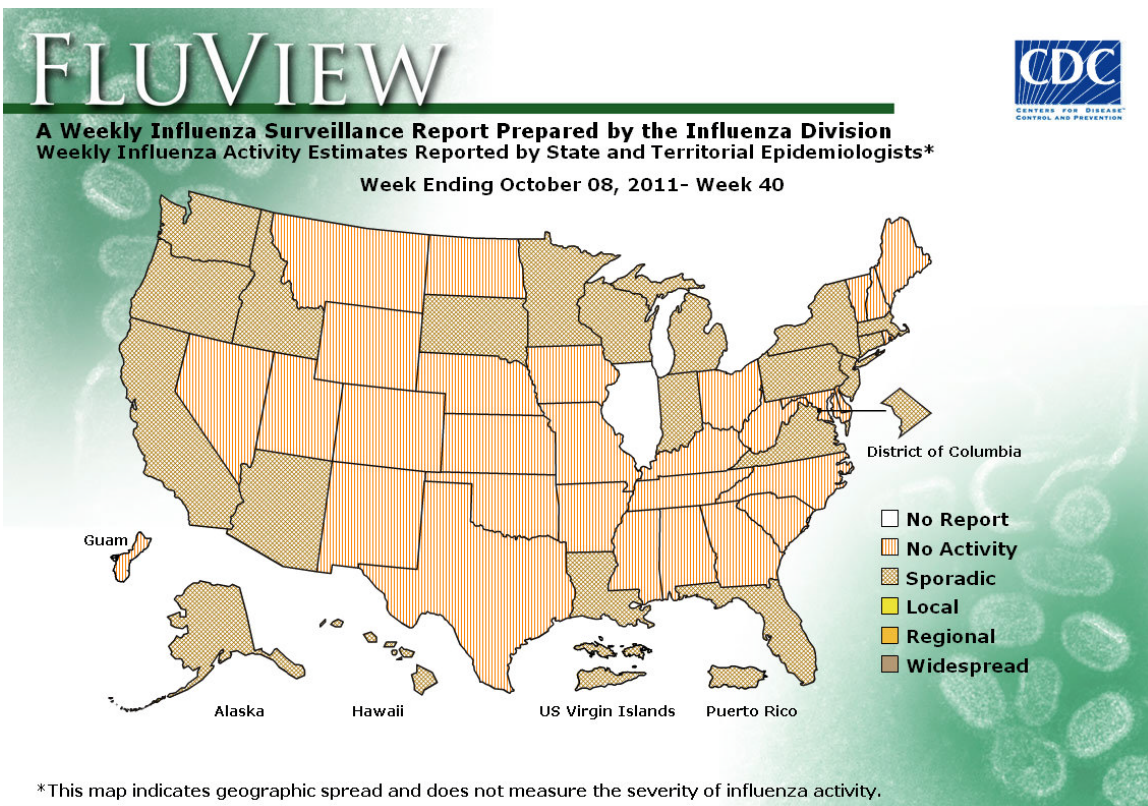 FLUVIEW
CDC
CENTERS FOR DISEASE
CONTROL AND PREVENTION
A Weekly Influenza Surveillance Report Prepared by the Influenza Division
Weekly Influenza Activity Estimates Reported by State and Territorial Epidemiologists*
Week Ending October 08, 2011- Week 40
District of Columbia
No Report
No Activity
Sporadic
Local
Regional
Widespread
Guam
Alaska
Hawaii
US Virgin Islands
Puerto Rico
*This map indicates geographic spread and does not measure the severity of influenza activity.